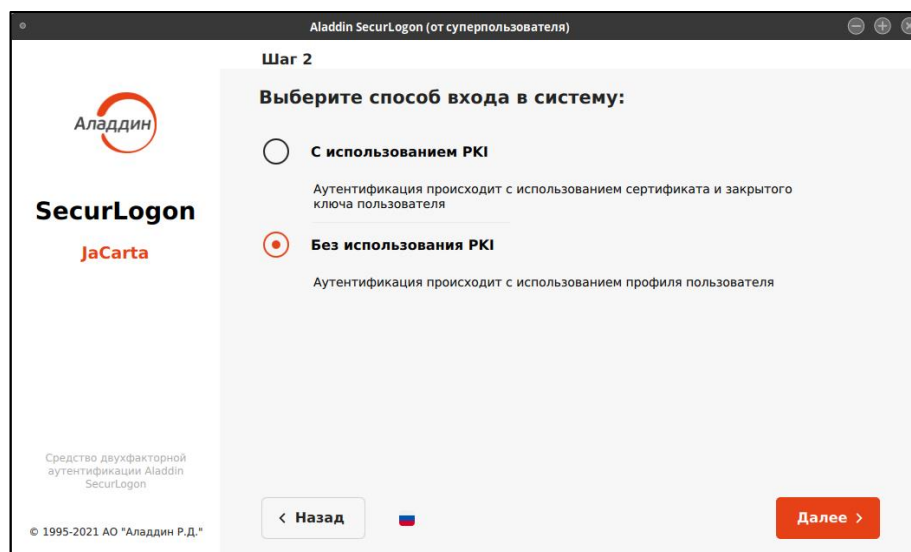 Aladdin SecurLogon (от суперпользователя)
Шаг 2
Выберите способ входа в систему:
Аладдин
С использованием PKI
Аутентификация происходит с использованием сертификата и закрытого
ключа пользователя
SecurLogon
JaCarta
Без использования PKI
Аутентификация происходит с использованием профиля пользователя
Средство двухфакторной
аутентификации Aladdin
SecurLogon
© 1995-2021 АО "Аладдин Р.Д."
< Назад
Далее >